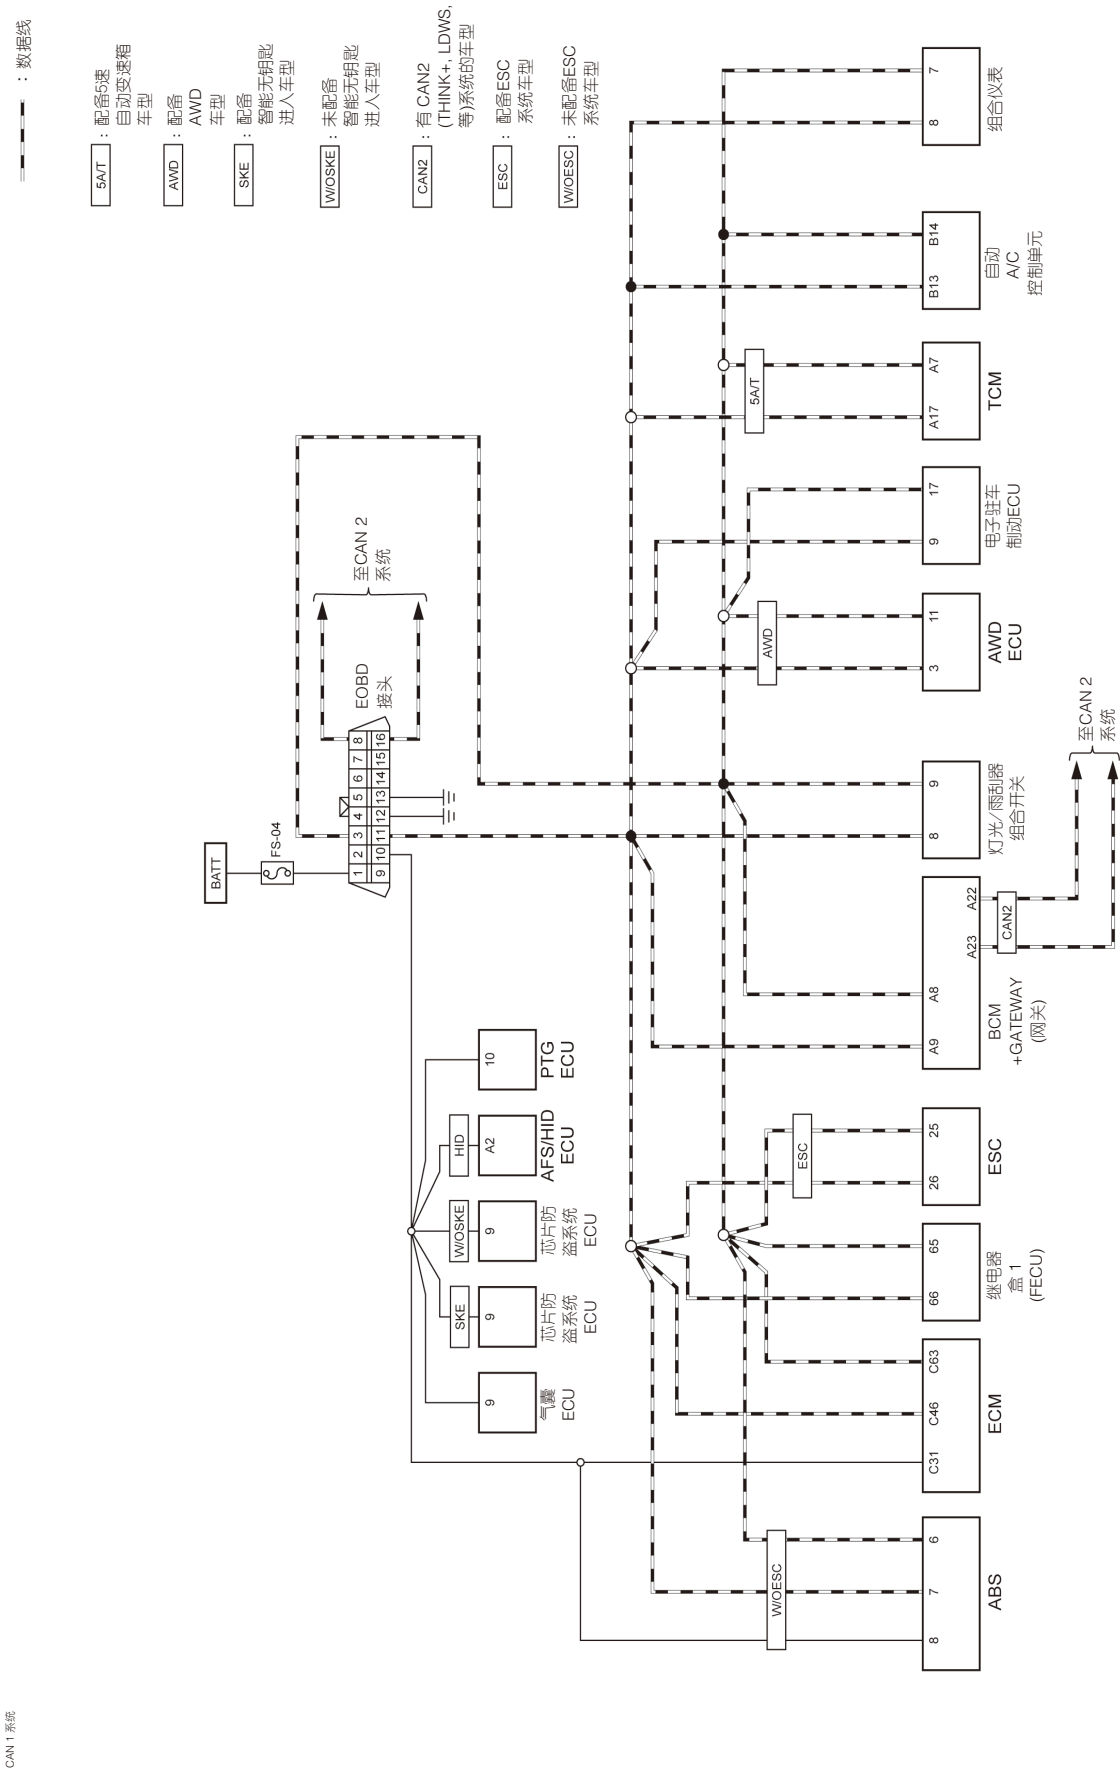 CAN 1 系统
: 数据线
5A/T
: 配备5速
自动变速箱
车型
AWD
: 配备
AWD
车型
SKE
: 配备
智能无钥匙
进入车型
W/OSKE
: 未配备
智能无钥匙
进入车型
CAN2
: 有 CAN2
(THINK+, LDWS,
等)系统的车型
ESC
: 配备ESC
系统车型
W/OESC
: 未配备ESC
系统车型
BATT
FS-04
1 2 3 4 5 6 7 8
9 10 11 12 13 14 15 16
EOBD
接头
至CAN 2
系统
9
气囊
ECU
SKE
9
芯片防
盗系统
ECU
W/OSKE
9
芯片防
盗系统
ECU
HID
A2
AFS/HID
ECU
10
PTG
ECU
W/OESC
8 7 6
ABS
C31 C46 C63
ECM
66 65
继电器
盒 1
(FECU)
ESC
26 25
ESC
A9 A8 A23 A22
BCM
+GATEWAY
(网关)
CAN2
至CAN 2
系统
8 9
灯光/雨刮器
组合开关
AWD
3 11
AWD
ECU
9 17
电子驻车
制动ECU
5A/T
A17 A7
TCM
B13 B14
自动
A/C
控制单元
8 7
组合仪表